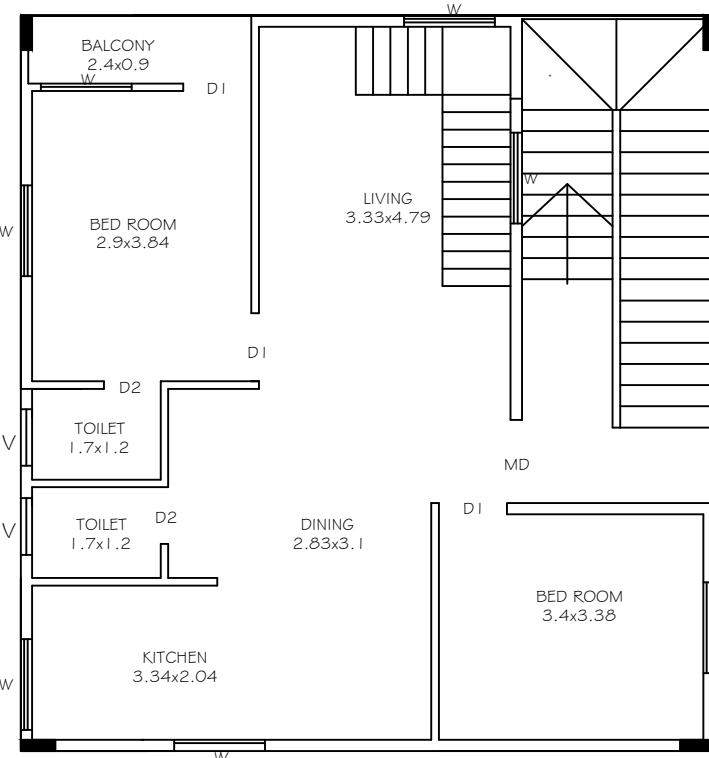 W
BALCONY
2.4x0.9
W
D1
LIVING
3.33x4.79
W
W
BED ROOM
2.9x3.84
D1
D2
V
TOILET
1.7x1.2
MD
D1
V
TOILET
1.7x1.2
D2
DINING
2.83x3.1
BED ROOM
3.4x3.38
W
KITCHEN
3.34x2.04
W